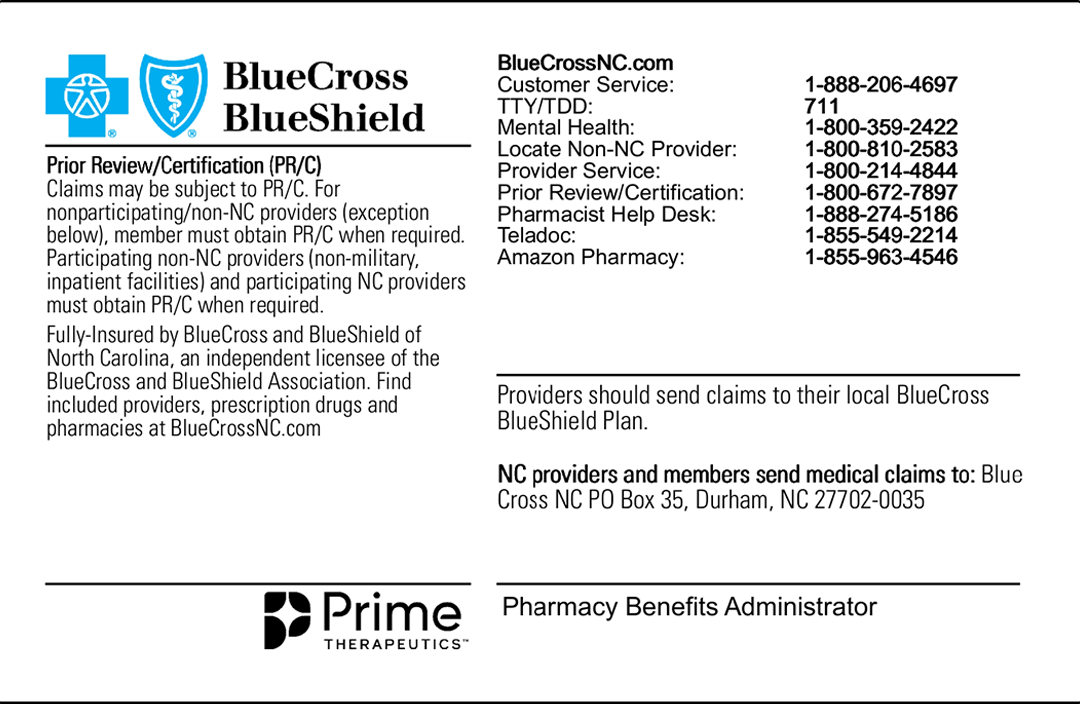 BlueCross
BlueShield
Prior Review/Certification (PR/C)
Claims may be subject to PR/C. For
nonparticipating/non-NC providers (exception
below), member must obtain PR/C when required.
Participating non-NC providers (non-military,
inpatient facilities) and participating NC providers
must obtain PR/C when required.
Fully-Insured by BlueCross and BlueShield of
North Carolina, an independent licensee of the
BlueCross and BlueShield Association. Find
included providers, prescription drugs and
pharmacies at BlueCrossNC.com
BlueCrossNC.com
Customer Service: 1-888-206-4697
TTY/TDD: 711
Mental Health: 1-800-359-2422
Locate Non-NC Provider: 1-800-810-2583
Provider Service: 1-800-214-4844
Prior Review/Certification: 1-800-672-7897
Pharmacist Help Desk: 1-888-274-5186
Teladoc: 1-855-549-2214
Amazon Pharmacy: 1-855-963-4546
Providers should send claims to their local BlueCross
BlueShield Plan.
NC providers and members send medical claims to: Blue
Cross NC PO Box 35, Durham, NC 27702-0035
Prime
THERAPEUTICS™
Pharmacy Benefits Administrator